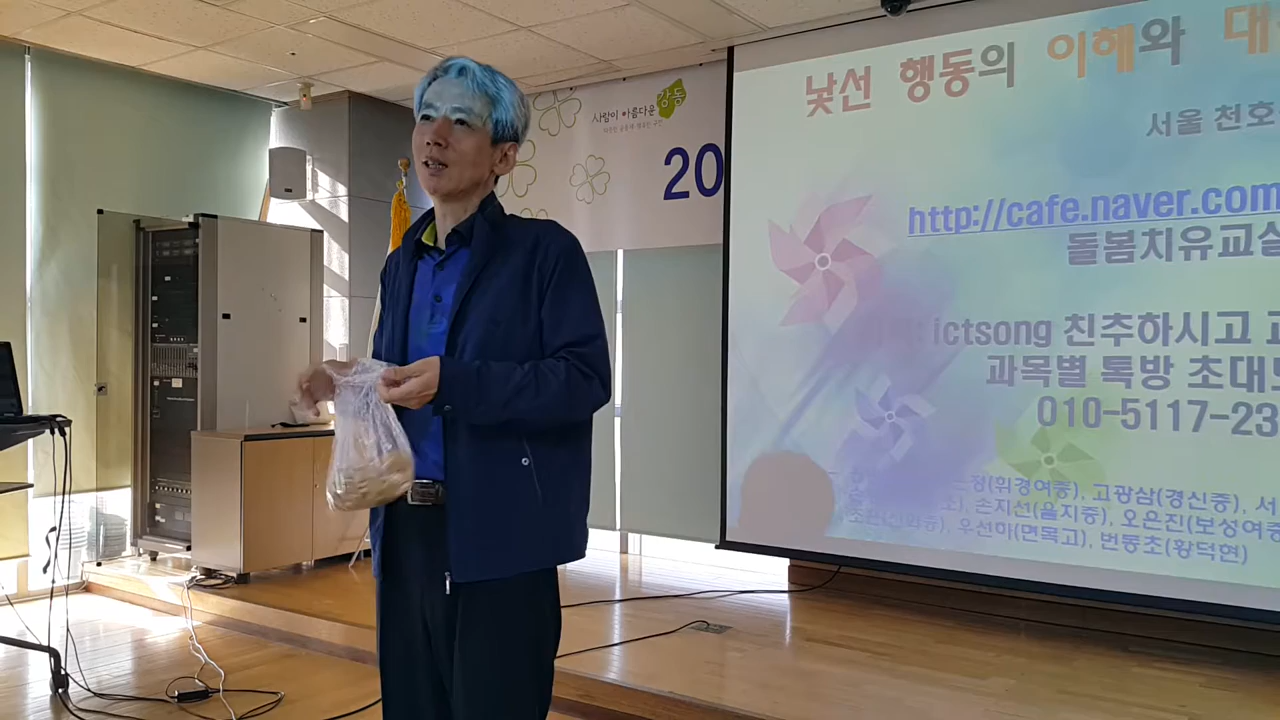 사람이 아름다운 강동
20
낯선 행동의 이해와 대
서울 천호
http://cafe.naver.com
돌봄치유교실
ictsong 친추하시고 교
과목별 톡방 초대
010-5117-23
(휘경여중), 고광삼(경신중), 서
손지선(을지중), 오은진(보성여중
우선하(면목고), 번동초(황덕현)